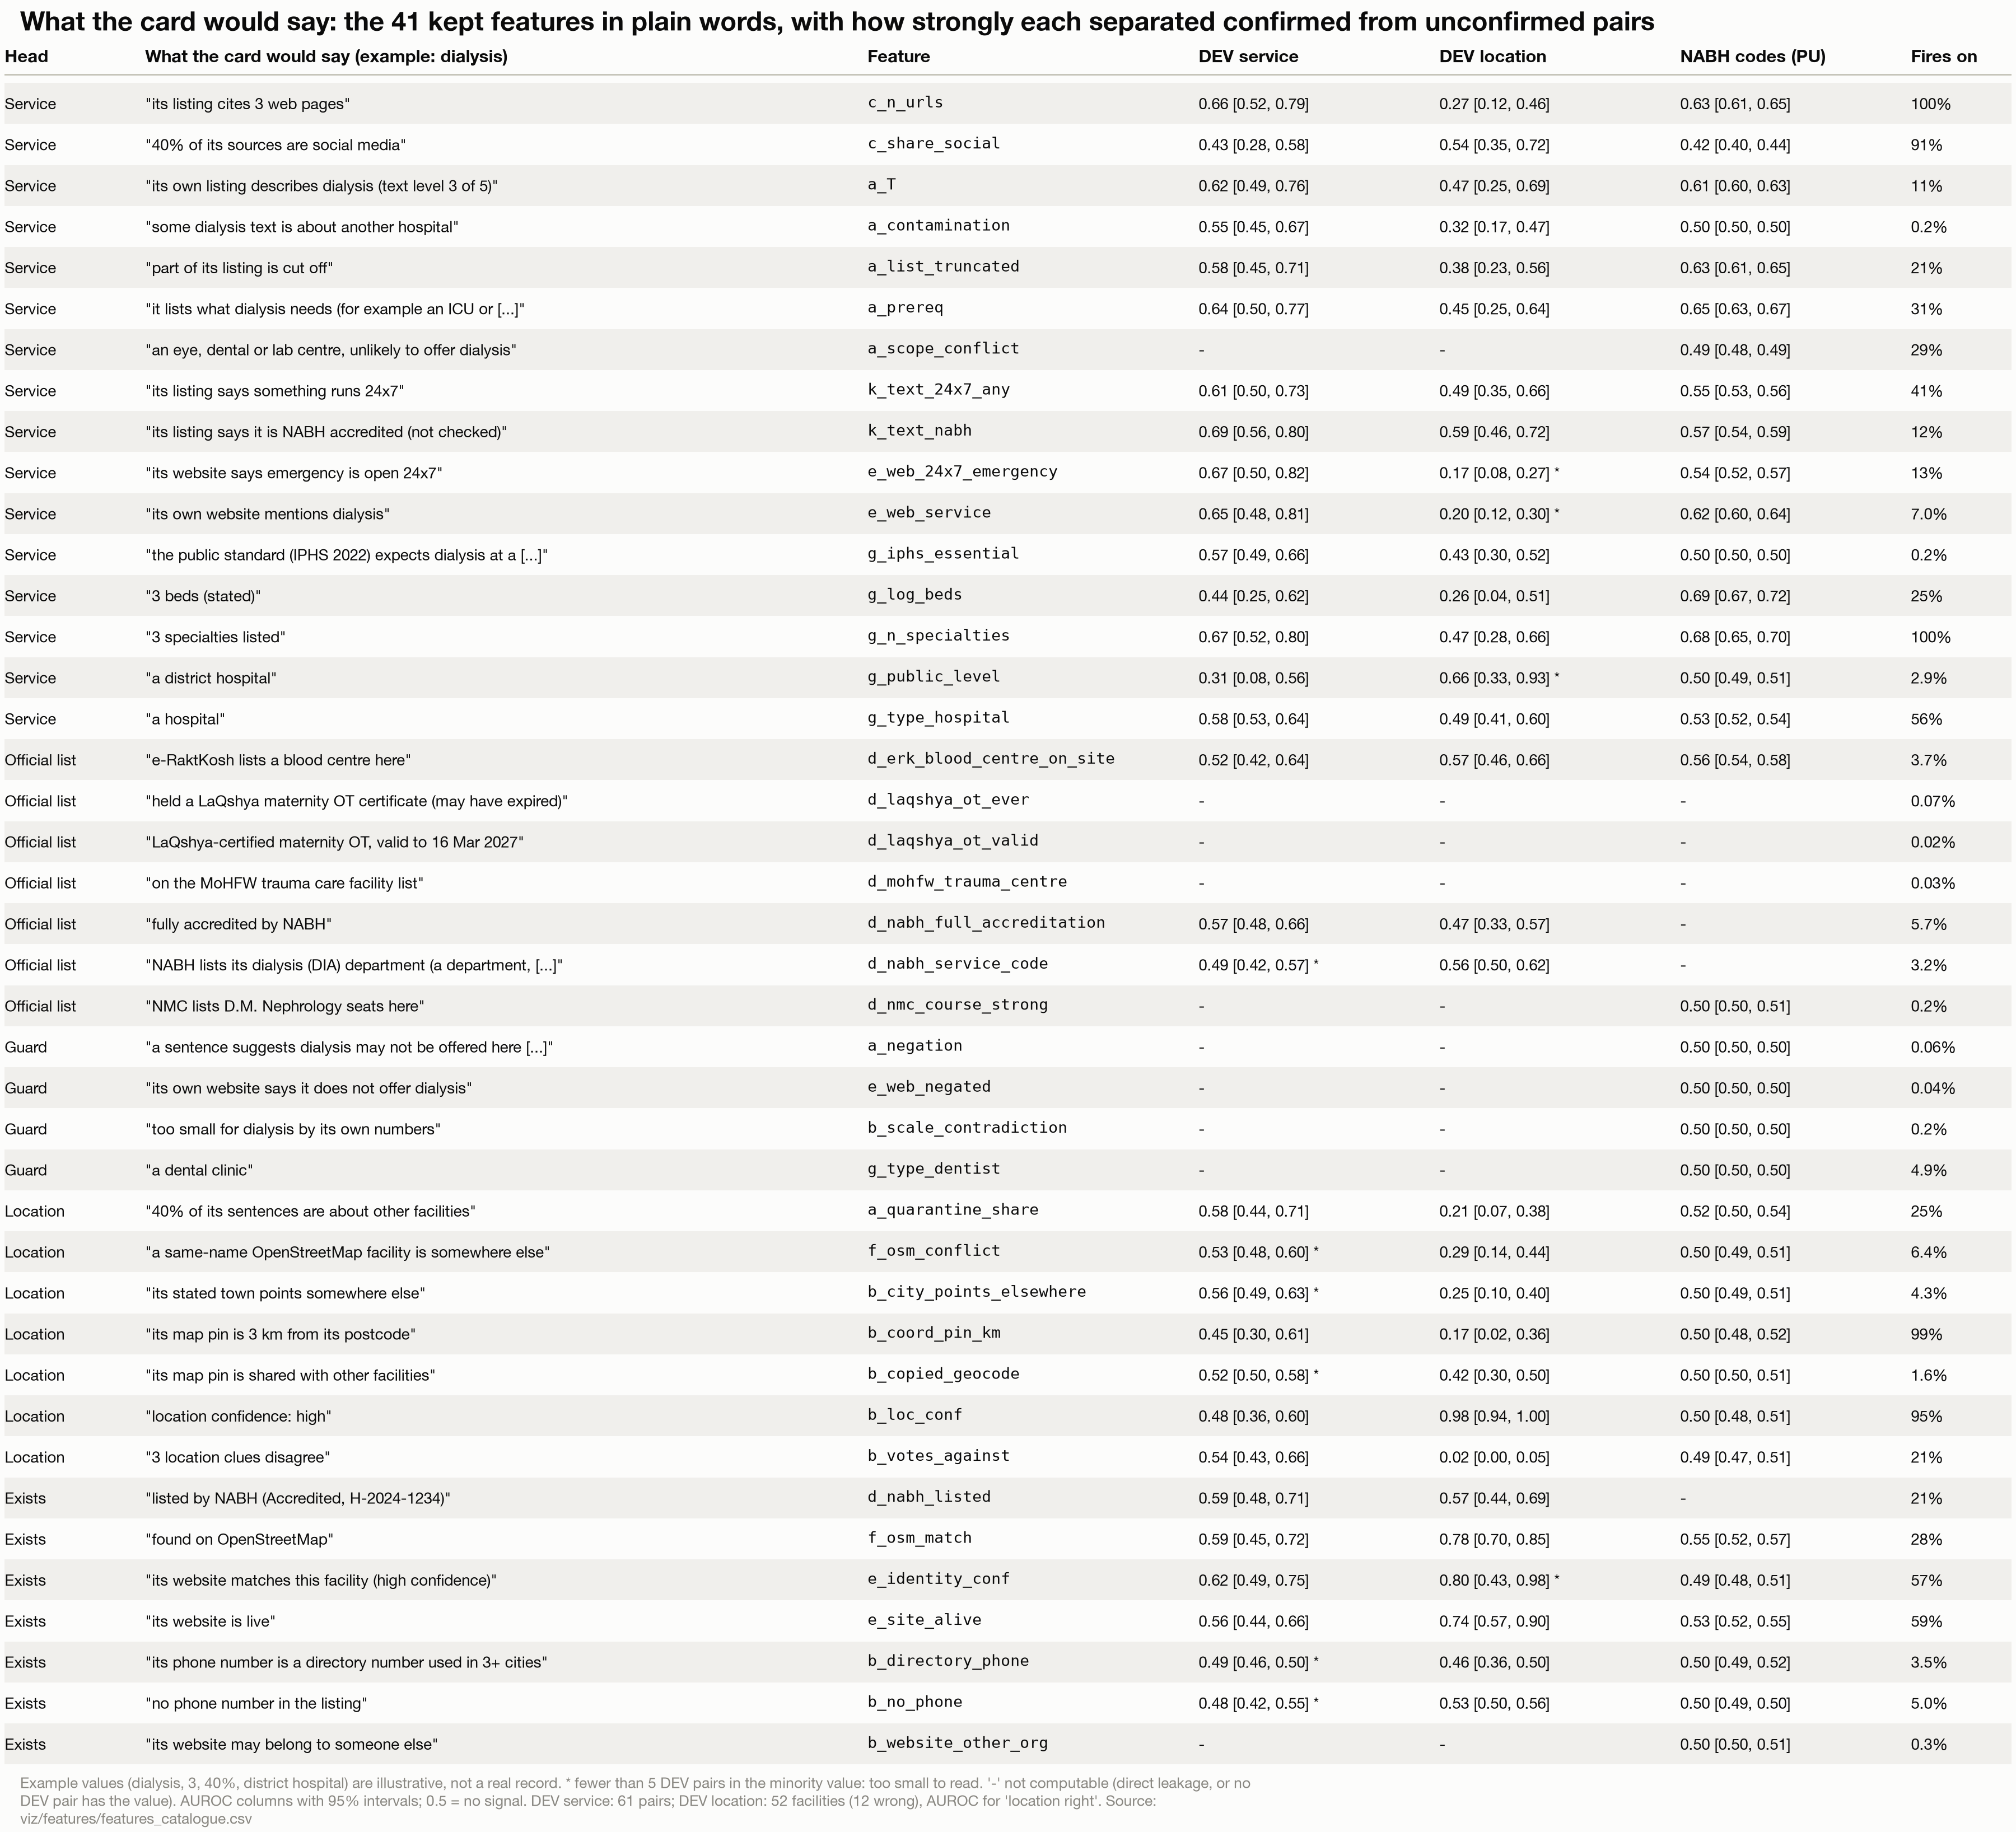 What the card would say: the 41 kept features in plain words, with how strongly each separated confirmed from unconfirmed pairs
Head What the card would say (example: dialysis) Feature DEV service DEV location NABH codes (PU) Fires on
Service "its listing cites 3 web pages" c_n_urls 0.66 [0.52, 0.79] 0.27 [0.12, 0.46] 0.63 [0.61, 0.65] 100%
Service "40% of its sources are social media" c_share_social 0.43 [0.28, 0.58] 0.54 [0.35, 0.72] 0.42 [0.40, 0.44] 91%
Service "its own listing describes dialysis (text level 3 of 5)" a_T 0.62 [0.49, 0.76] 0.47 [0.25, 0.69] 0.61 [0.60, 0.63] 11%
Service "some dialysis text is about another hospital" a_contamination 0.55 [0.45, 0.67] 0.32 [0.17, 0.47] 0.50 [0.50, 0.50] 0.2%
Service "part of its listing is cut off" a_list_truncated 0.58 [0.45, 0.71] 0.38 [0.23, 0.56] 0.63 [0.61, 0.65] 21%
Service "it lists what dialysis needs (for example an ICU or [...]" a_prereq 0.64 [0.50, 0.77] 0.45 [0.25, 0.64] 0.65 [0.63, 0.67] 31%
Service "an eye, dental or lab centre, unlikely to offer dialysis" a_scope_conflict - - 0.49 [0.48, 0.49] 29%
Service "its listing says something runs 24x7" k_text_24x7_any 0.61 [0.50, 0.73] 0.49 [0.35, 0.66] 0.55 [0.53, 0.56] 41%
Service "its listing says it is NABH accredited (not checked)" k_text_nabh 0.69 [0.56, 0.80] 0.59 [0.46, 0.72] 0.57 [0.54, 0.59] 12%
Service "its website says emergency is open 24x7" e_web_24x7_emergency 0.67 [0.50, 0.82] 0.17 [0.08, 0.27] * 0.54 [0.52, 0.57] 13%
Service "its own website mentions dialysis" e_web_service 0.65 [0.48, 0.81] 0.20 [0.12, 0.30] * 0.62 [0.60, 0.64] 7.0%
Service "the public standard (IPHS 2022) expects dialysis at a [...]" g_iphs_essential 0.57 [0.49, 0.66] 0.43 [0.30, 0.52] 0.50 [0.50, 0.50] 0.2%
Service "3 beds (stated)" g_log_beds 0.44 [0.25, 0.62] 0.26 [0.04, 0.51] 0.69 [0.67, 0.72] 25%
Service "3 specialties listed" g_n_specialties 0.67 [0.52, 0.80] 0.47 [0.28, 0.66] 0.68 [0.65, 0.70] 100%
Service "a district hospital" g_public_level 0.31 [0.08, 0.56] 0.66 [0.33, 0.93] * 0.50 [0.49, 0.51] 2.9%
Service "a hospital" g_type_hospital 0.58 [0.53, 0.64] 0.49 [0.41, 0.60] 0.53 [0.52, 0.54] 56%
Official list "e-RaktKosh lists a blood centre here" d_erk_blood_centre_on_site 0.52 [0.42, 0.64] 0.57 [0.46, 0.66] 0.56 [0.54, 0.58] 3.7%
Official list "held a LaQshya maternity OT certificate (may have expired)" d_laqshya_ot_ever - - - 0.07%
Official list "LaQshya-certified maternity OT, valid to 16 Mar 2027" d_laqshya_ot_valid - - - 0.02%
Official list "on the MoHFW trauma care facility list" d_mohfw_trauma_centre - - - 0.03%
Official list "fully accredited by NABH" d_nabh_full_accreditation 0.57 [0.48, 0.66] 0.47 [0.33, 0.57] - 5.7%
Official list "NABH lists its dialysis (DIA) department (a department, [...]" d_nabh_service_code 0.49 [0.42, 0.57] * 0.56 [0.50, 0.62] - 3.2%
Official list "NMC lists D.M. Nephrology seats here" d_nmc_course_strong - - 0.50 [0.50, 0.51] 0.2%
Guard "a sentence suggests dialysis may not be offered here [...]" a_negation - - 0.50 [0.50, 0.50] 0.06%
Guard "its own website says it does not offer dialysis" e_web_negated - - 0.50 [0.50, 0.50] 0.04%
Guard "too small for dialysis by its own numbers" b_scale_contradiction - - 0.50 [0.50, 0.50] 0.2%
Guard "a dental clinic" g_type_dentist - - 0.50 [0.50, 0.50] 4.9%
Location "40% of its sentences are about other facilities" a_quarantine_share 0.58 [0.44, 0.71] 0.21 [0.07, 0.38] 0.52 [0.50, 0.54] 25%
Location "a same-name OpenStreetMap facility is somewhere else" f_osm_conflict 0.53 [0.48, 0.60] * 0.29 [0.14, 0.44] 0.50 [0.49, 0.51] 6.4%
Location "its stated town points somewhere else" b_city_points_elsewhere 0.56 [0.49, 0.63] * 0.25 [0.10, 0.40] 0.50 [0.49, 0.51] 4.3%
Location "its map pin is 3 km from its postcode" b_coord_pin_km 0.45 [0.30, 0.61] 0.17 [0.02, 0.36] 0.50 [0.48, 0.52] 99%
Location "its map pin is shared with other facilities" b_copied_geocode 0.52 [0.50, 0.58] * 0.42 [0.30, 0.50] 0.50 [0.50, 0.51] 1.6%
Location "location confidence: high" b_loc_conf 0.48 [0.36, 0.60] 0.98 [0.94, 1.00] 0.50 [0.48, 0.51] 95%
Location "3 location clues disagree" b_votes_against 0.54 [0.43, 0.66] 0.02 [0.00, 0.05] 0.49 [0.47, 0.51] 21%
Exists "listed by NABH (Accredited, H-2024-1234)" d_nabh_listed 0.59 [0.48, 0.71] 0.57 [0.44, 0.69] - 21%
Exists "found on OpenStreetMap" f_osm_match 0.59 [0.45, 0.72] 0.78 [0.70, 0.85] 0.55 [0.52, 0.57] 28%
Exists "its website matches this facility (high confidence)" e_identity_conf 0.62 [0.49, 0.75] 0.80 [0.43, 0.98] * 0.49 [0.48, 0.51] 57%
Exists "its website is live" e_site_alive 0.56 [0.44, 0.66] 0.74 [0.57, 0.90] 0.53 [0.52, 0.55] 59%
Exists "its phone number is a directory number used in 3+ cities" b_directory_phone 0.49 [0.46, 0.50] * 0.46 [0.36, 0.50] 0.50 [0.49, 0.52] 3.5%
Exists "no phone number in the listing" b_no_phone 0.48 [0.42, 0.55] * 0.53 [0.50, 0.56] 0.50 [0.49, 0.50] 5.0%
Exists "its website may belong to someone else" b_website_other_org - - 0.50 [0.50, 0.51] 0.3%
Example values (dialysis, 3, 40%, district hospital) are illustrative, not a real record. * fewer than 5 DEV pairs in the minority value: too small to read. '-' not computable (direct leakage, or no
DEV pair has the value). AUROC columns with 95% intervals; 0.5 = no signal. DEV service: 61 pairs; DEV location: 52 facilities (12 wrong), AUROC for 'location right'. Source:
viz/features/features_catalogue.csv